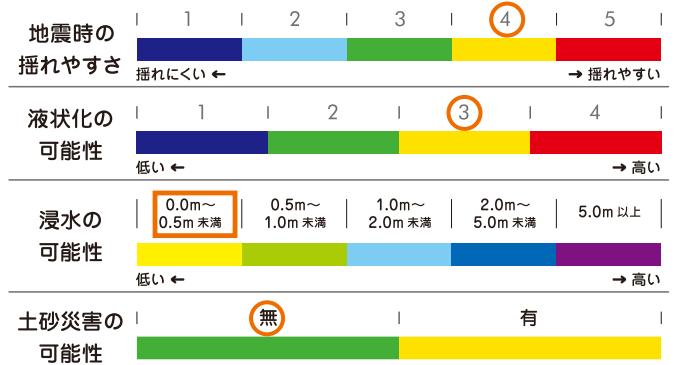 地震時の
揺れやすさ
1 2 3 4 5
揺れにくい ← → 揺れやすい
液状化の
可能性
1 2 3 4
低い ← → 高い
浸水の
可能性
0.0m〜 0.5m〜 1.0m〜 2.0m〜 5.0m 以上
0.5m 未満 1.0m 未満 2.0m 未満 5.0m 未満
低い ← → 高い
土砂災害の
可能性
無 有